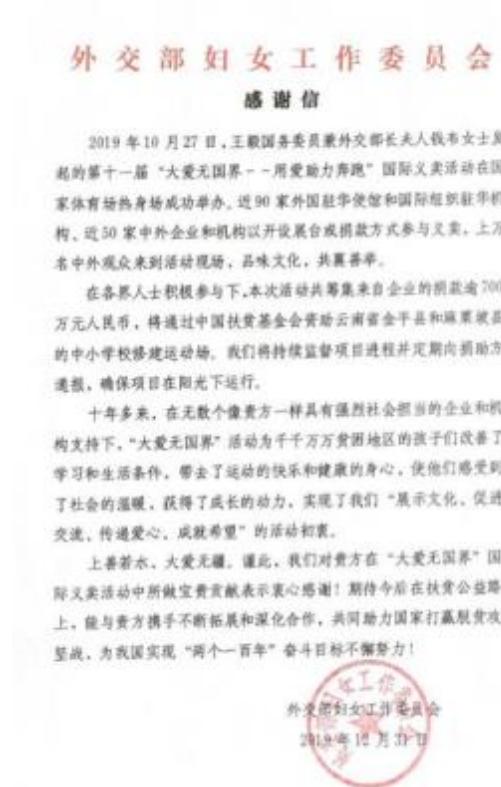 外交部妇女工作委员会
感谢信
2019年10月27日，王毅国务委员兼外交部长夫人钱韦女士发
起的第十一届“大爱无国界--用爱助力奔跑”国际义卖活动在国
家体育场热身场成功举办。近90家外国驻华使馆和国际组织驻华机
构、近50家中外企业和机构以开设展台或捐款方式参与义卖，上万
名中外观众来到活动现场，品味文化，共襄善举。
在各界人士积极参与下，本次活动共筹集来自企业的捐款逾700
万元人民币，将通过中国扶贫基金会资助云南省金平县和麻栗坡县
的中小学校修建运动场。我们将持续监督项目进程并定期向捐助方
通报，确保项目在阳光下运行。
十年多来，在无数个像贵方一样具有强烈社会担当的企业和机
构支持下，“大爱无国界”活动为千千万万贫困地区的孩子们改善了
学习和生活条件，带去了运动的快乐和健康的身心，使他们感受到
了社会的温暖，获得了成长的动力，实现了我们“展示文化、促进
交流、传递爱心、成就希望”的活动初衷。
上善若水，大爱无疆。谨此，我们对贵方在“大爱无国界”国
际义卖活动中所做宝贵贡献表示衷心感谢！期待今后在扶贫公益路
上，能与贵方携手不断拓展和深化合作，共同助力国家打赢脱贫攻
坚战，为我国实现“两个一百年”奋斗目标不懈努力！
外交部妇女工作委员会
2019年12月31日